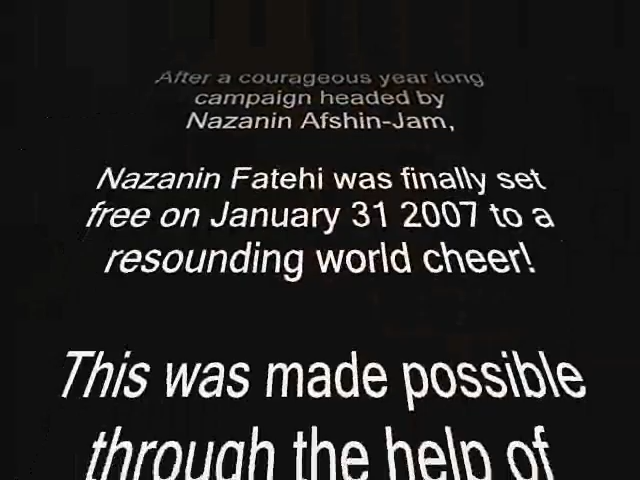 After a courageous year long
campaign headed by
Nazanin Afshin-Jam,
Nazanin Fatehi was finally set
free on January 31 2007 to a
resounding world cheer!
This was made possible
through the help of